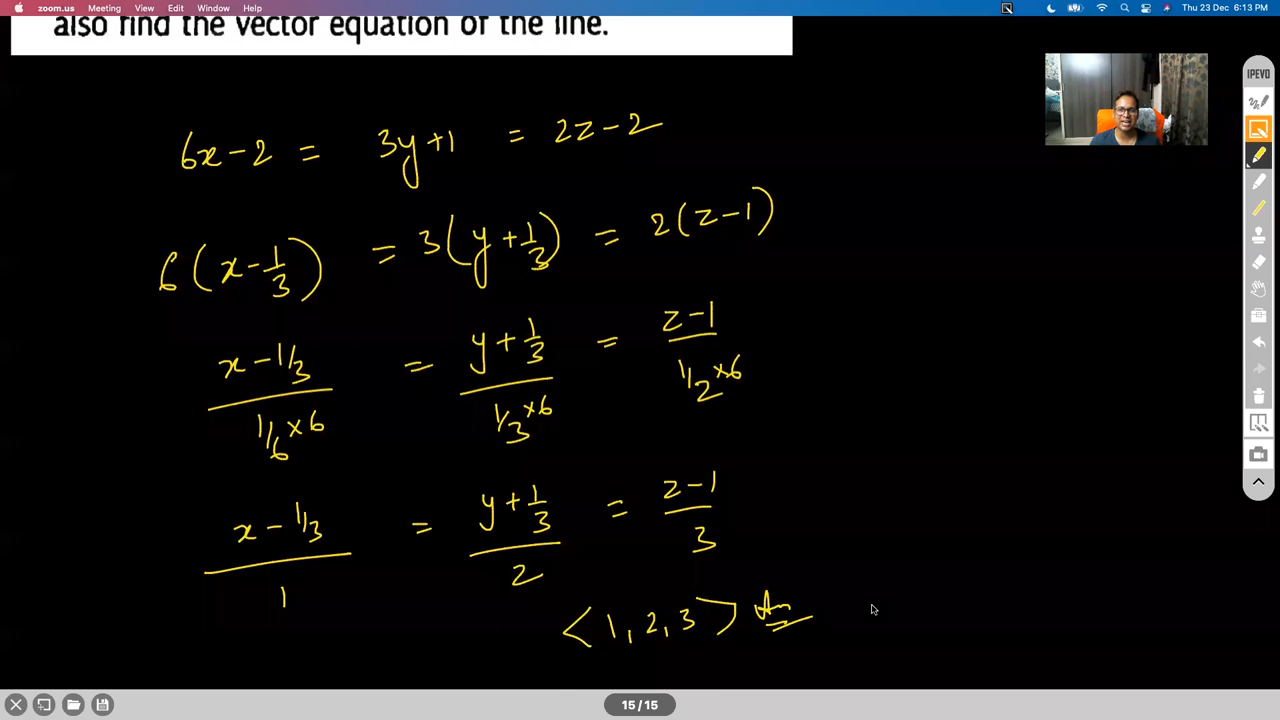 zoom.us Meeting View Edit Window Help Thu 23 Dec 6:13 PM
also find the vector equation of the line.
IPEVO
6x-2 = 3y+1 = 2z-2
6(x-1/3) = 3(y+1/3) = 2(z-1)
x-1/3 / 1/6 ×6 = y+1/3 / 1/3 ×6 = z-1 / 1/2 ×6
x-1/3 / 1 = y+1/3 / 2 = z-1 / 3
<1, 2, 3> An
15/15